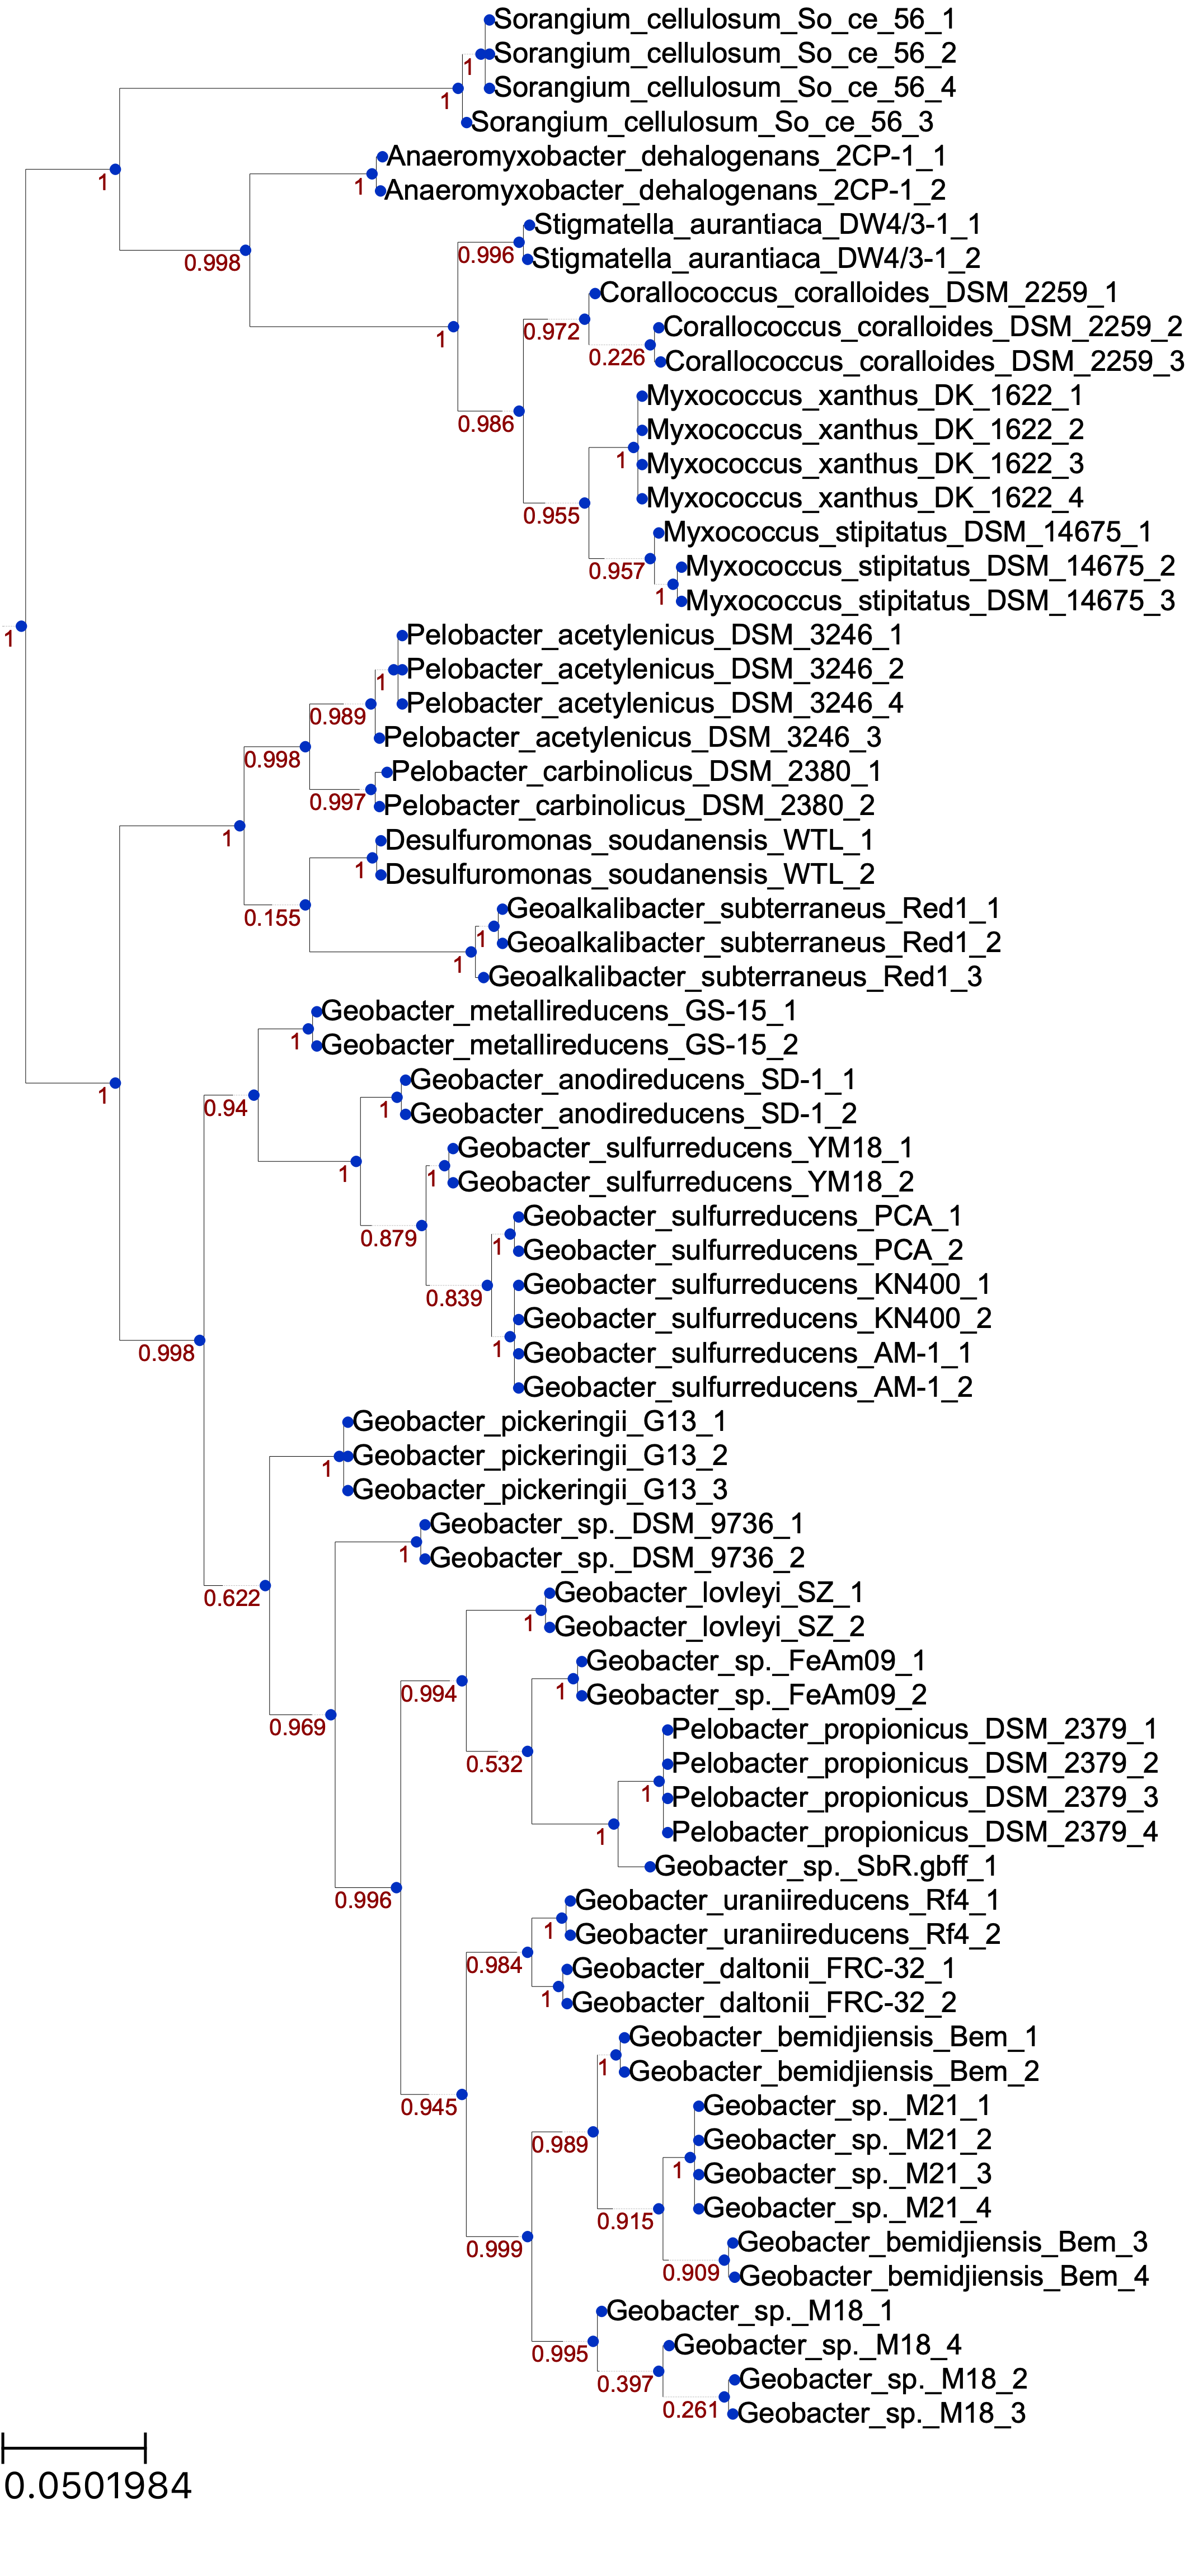 Sorangium_cellulosum_So_ce_56_1
Sorangium_cellulosum_So_ce_56_2
1
Sorangium_cellulosum_So_ce_56_4
1
Sorangium_cellulosum_So_ce_56_3
Anaeromyxobacter_dehalogenans_2CP-1_1
1
1
Anaeromyxobacter_dehalogenans_2CP-1_2
Stigmatella_aurantiaca_DW4/3-1_1
0.996
Stigmatella_aurantiaca_DW4/3-1_2
0.998
Corallococcus_coralloides_DSM_2259_1
Corallococcus_coralloides_DSM_2259_2
0.972
1
0.226
Corallococcus_coralloides_DSM_2259_3
Myxococcus_xanthus_DK_1622_1
0.986
Myxococcus_xanthus_DK_1622_2
1
Myxococcus_xanthus_DK_1622_3
Myxococcus_xanthus_DK_1622_4
0.955
Myxococcus_stipitatus_DSM_14675_1
0.957
Myxococcus_stipitatus_DSM_14675_2
1
Myxococcus_stipitatus_DSM_14675_3
1
Pelobacter_acetylenicus_DSM_3246_1
Pelobacter_acetylenicus_DSM_3246_2
1
Pelobacter_acetylenicus_DSM_3246_4
0.989
Pelobacter_acetylenicus_DSM_3246_3
0.998
Pelobacter_carbinolicus_DSM_2380_1
0.997
Pelobacter_carbinolicus_DSM_2380_2
1
Desulfuromonas_soudanensis_WTL_1
1
Desulfuromonas_soudanensis_WTL_2
Geoalkalibacter_subterraneus_Red1_1
0.155
1
Geoalkalibacter_subterraneus_Red1_2
1
Geoalkalibacter_subterraneus_Red1_3
Geobacter_metallireducens_GS-15_1
1
Geobacter_metallireducens_GS-15_2
Geobacter_anodireducens_SD-1_1
1
1
0.94
Geobacter_anodireducens_SD-1_2
Geobacter_sulfurreducens_YM18_1
1
1
Geobacter_sulfurreducens_YM18_2
Geobacter_sulfurreducens_PCA_1
0.879
1
Geobacter_sulfurreducens_PCA_2
Geobacter_sulfurreducens_KN400_1
0.839
Geobacter_sulfurreducens_KN400_2
1
0.998
Geobacter_sulfurreducens_AM-1_1
Geobacter_sulfurreducens_AM-1_2
Geobacter_pickeringii_G13_1
Geobacter_pickeringii_G13_2
1
Geobacter_pickeringii_G13_3
Geobacter_sp._DSM_9736_1
1
Geobacter_sp._DSM_9736_2
Geobacter_lovleyi_SZ_1
0.622
1
Geobacter_lovleyi_SZ_2
Geobacter_sp._FeAm09_1
1
0.994
Geobacter_sp._FeAm09_2
0.969
Pelobacter_propionicus_DSM_2379_1
0.532
Pelobacter_propionicus_DSM_2379_2
1
Pelobacter_propionicus_DSM_2379_3
1
Pelobacter_propionicus_DSM_2379_4
Geobacter_sp._SbR.gbff_1
0.996
Geobacter_uraniireducens_Rf4_1
1
Geobacter_uraniireducens_Rf4_2
0.984
Geobacter_daltonii_FRC-32_1
1
Geobacter_daltonii_FRC-32_2
Geobacter_bemidjiensis_Bem_1
1
Geobacter_bemidjiensis_Bem_2
0.945
Geobacter_sp._M21_1
0.989
Geobacter_sp._M21_2
1
Geobacter_sp._M21_3
Geobacter_sp._M21_4
0.915
Geobacter_bemidjiensis_Bem_3
0.999
0.909
Geobacter_bemidjiensis_Bem_4
Geobacter_sp._M18_1
Geobacter_sp._M18_4
0.995
0.397
Geobacter_sp._M18_2
0.261
Geobacter_sp._M18_3
0.0501984